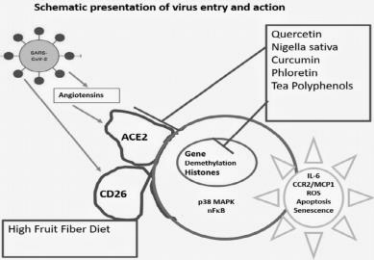 Schematic presentation of virus entry and action
SARS-
CoV-2
Angiotensins
ACE2
CD26
High Fruit Fiber Diet
Quercetin
Nigella sativa
Curcumin
Phloretin
Tea Polyphenols
Gene
Demethylation
Histones
p38 MAPK
nFκB
IL-6
CCR2/MCP1
ROS
Apoptosis
Senescence